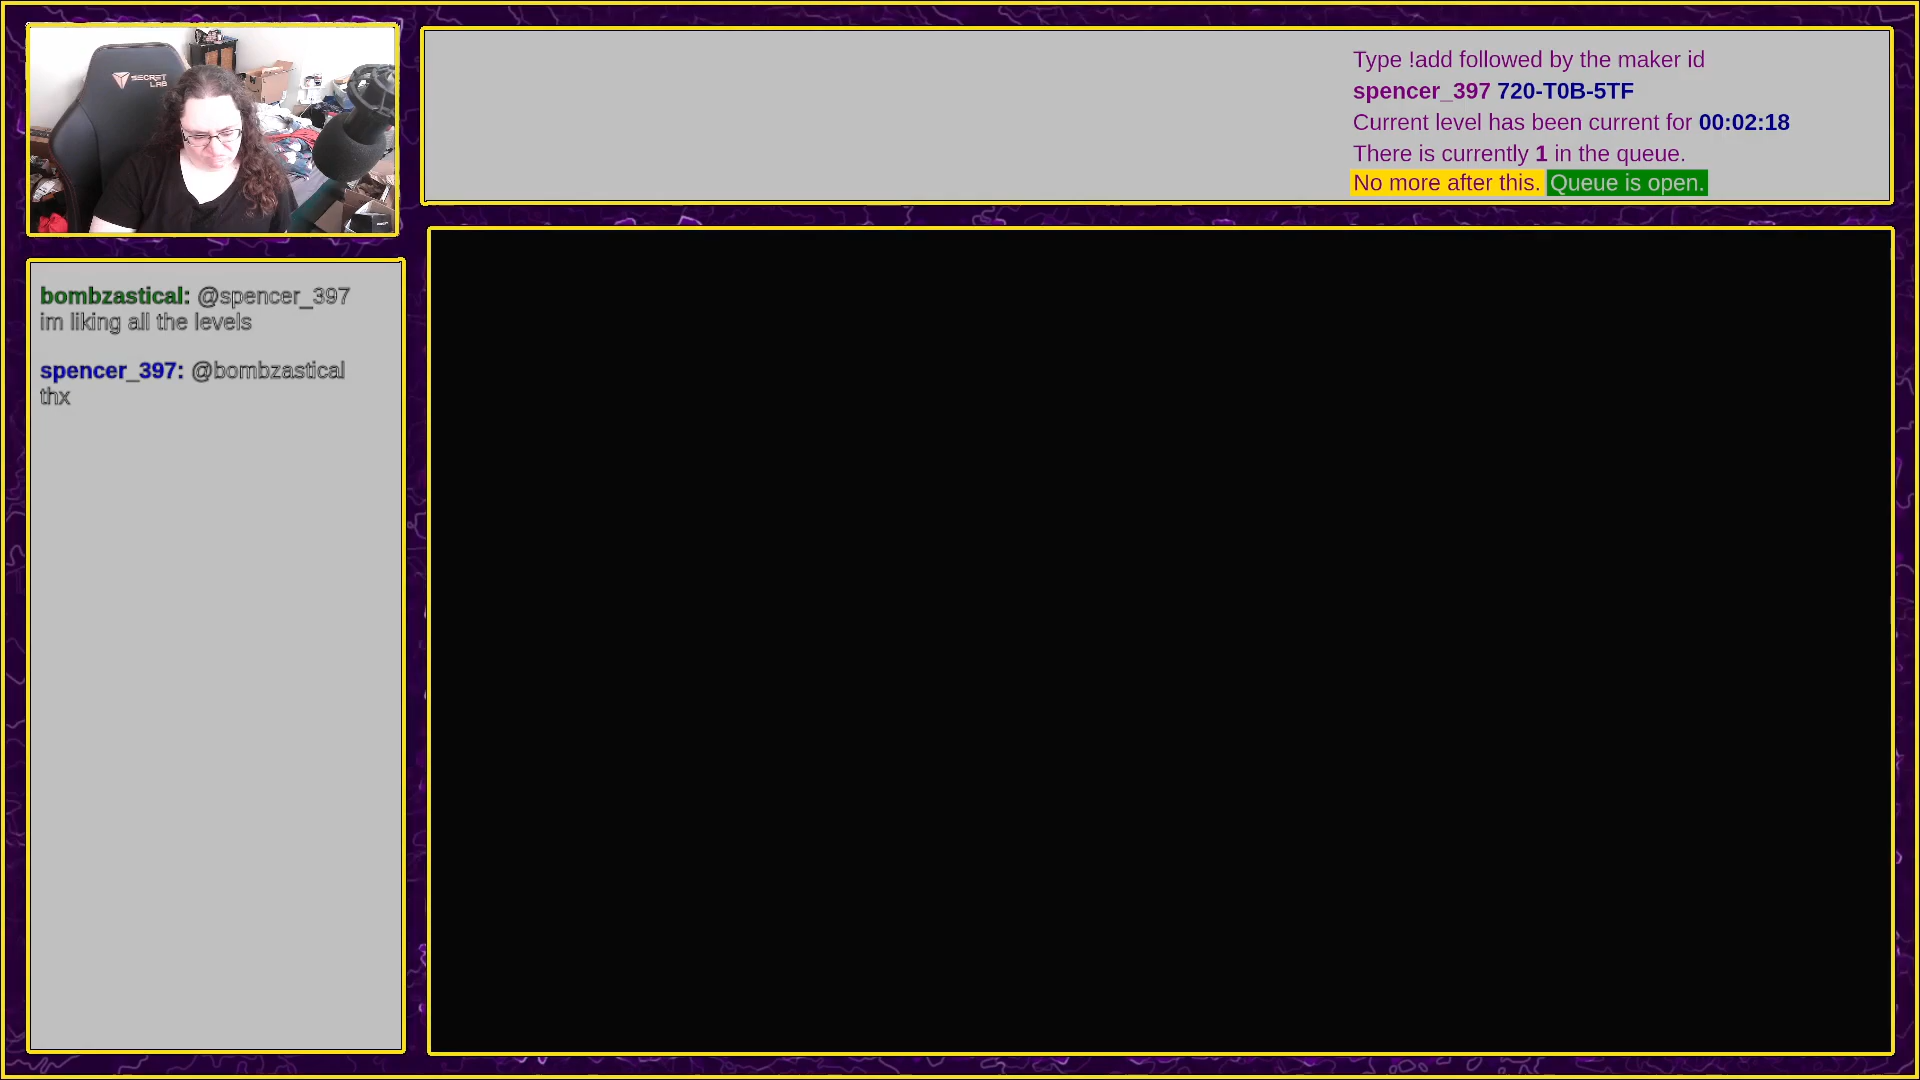 SECRET
LAB
Type !add followed by the maker id
spencer_397 720-T0B-5TF
Current level has been current for 00:02:18
There is currently 1 in the queue.
No more after this. Queue is open.
bombzastical: @spencer_397
im liking all the levels
spencer_397: @bombzastical
thx